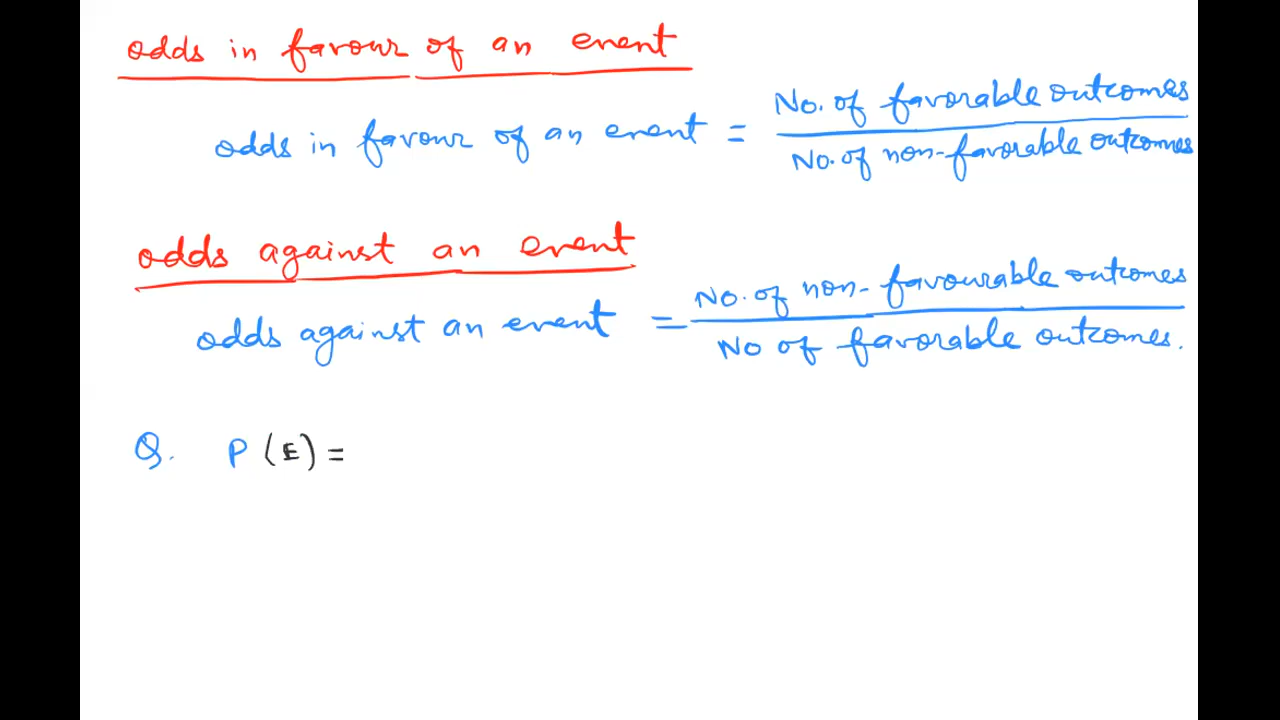 odds in favour of an event
odds in favour of an event = No. of favorable outcomes
No. of non-favorable outcomes
odds against an event
odds against an event = No. of non-favourable outcomes
No of favorable outcomes.
Q. P (E) =